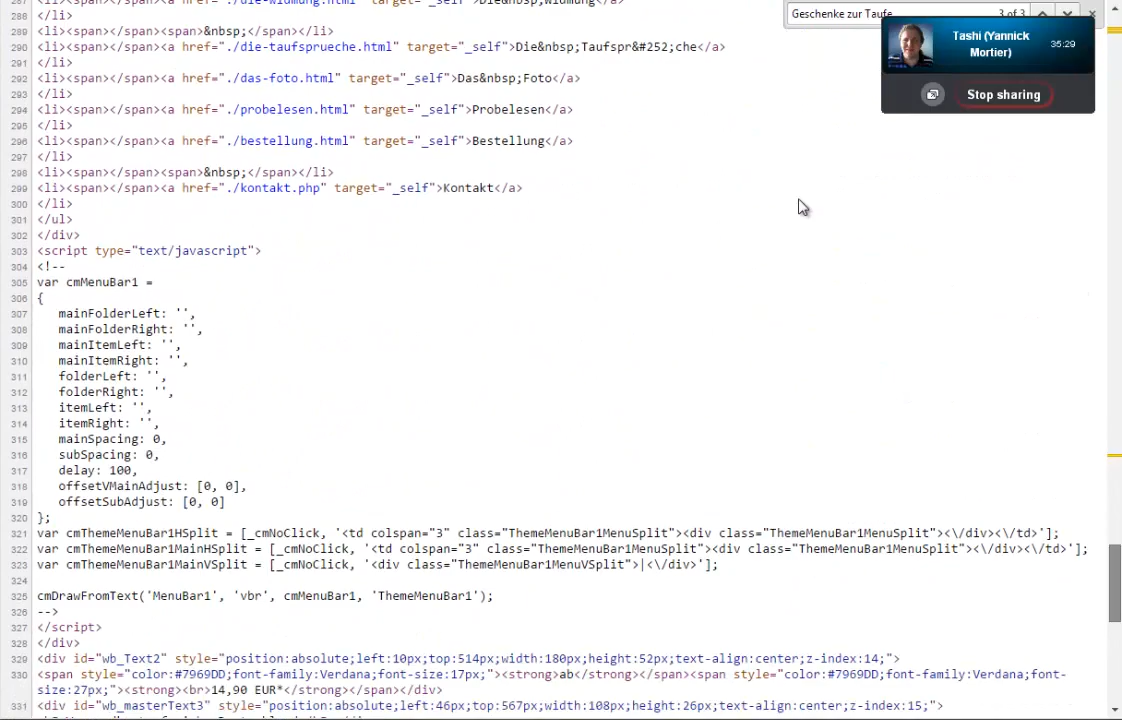 287 <li><span></span><a href="./die-widmung.html" target="_self">Die&nbsp;Widmung</a>
Geschenke zur Taufe 3 of 3
288 </li>
289 <li><span></span><span>&nbsp;</span></li>
290 <li><span></span><a href="./die-taufsprueche.html" target="_self">Die&nbsp;Taufspr&#252;che</a>
291 </li>
292 <li><span></span><a href="./das-foto.html" target="_self">Das&nbsp;Foto</a>
293 </li>
294 <li><span></span><a href="./probelesen.html" target="_self">Probelesen</a>
295 </li>
296 <li><span></span><a href="./bestellung.html" target="_self">Bestellung</a>
297 </li>
298 <li><span></span><span>&nbsp;</span></li>
299 <li><span></span><a href="./kontakt.php" target="_self">Kontakt</a>
300 </li>
301 </ul>
302 </div>
303 <script type="text/javascript">
304 <!--
305 var cmMenuBar1 =
306 {
307 mainFolderLeft: '',
308 mainFolderRight: '',
309 mainItemLeft: '',
310 mainItemRight: '',
311 folderLeft: '',
312 folderRight: '',
313 itemLeft: '',
314 itemRight: '',
315 mainSpacing: 0,
316 subSpacing: 0,
317 delay: 100,
318 offsetVMainAdjust: [0, 0],
319 offsetSubAdjust: [0, 0]
320 };
321 var cmThemeMenuBar1HSplit = [_cmNoClick, '<td colspan="3" class="ThemeMenuBar1MenuSplit"><div class="ThemeMenuBar1MenuSplit"><\/div><\/td>'];
322 var cmThemeMenuBar1MainHSplit = [_cmNoClick, '<td colspan="3" class="ThemeMenuBar1MenuSplit"><div class="ThemeMenuBar1MenuSplit"><\/div><\/td>'];
323 var cmThemeMenuBar1MainVSplit = [_cmNoClick, '<div class="ThemeMenuBar1MenuVSplit">|<\/div>'];
324
325 cmDrawFromText('MenuBar1', 'vbr', cmMenuBar1, 'ThemeMenuBar1');
326 -->
327 </script>
328 </div>
329 <div id="wb_Text2" style="position:absolute;left:10px;top:514px;width:180px;height:52px;text-align:center;z-index:14;">
330 <span style="color:#7969DD;font-family:Verdana;font-size:17px;"><strong>ab</strong></span><span style="color:#7969DD;font-family:Verdana;font-
size:27px;"><strong><br>14,90 EUR*</strong></span></div>
331 <div id="wb_masterText3" style="position:absolute;left:46px;top:567px;width:108px;height:26px;text-align:center;z-index:15;">
Tashi (Yannick
Mortier)
35:29
Stop sharing